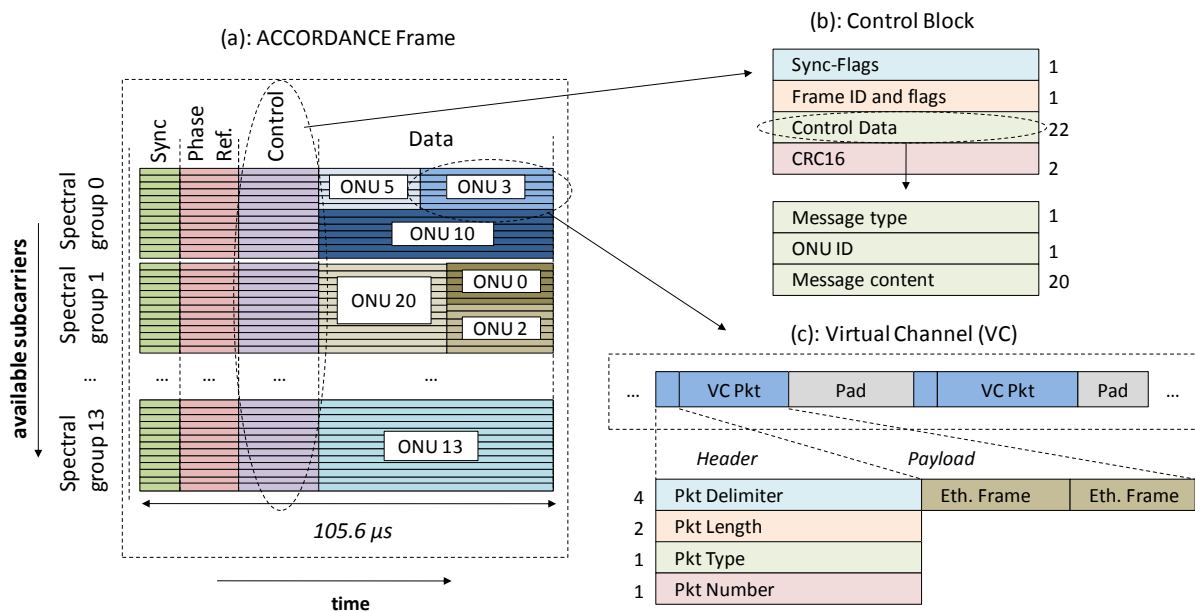 (a): ACCORDANCE Frame
Sync
Phase
Ref.
Control
Data
available subcarriers
Spectral
group 0
ONU 5
ONU 3
ONU 10
Spectral
group 1
ONU 20
ONU 0
ONU 2
...
...
...
...
...
Spectral
group 13
ONU 13
105.6 µs
time
(b): Control Block
Sync-Flags 1
Frame ID and flags 1
Control Data 22
CRC16 2
Message type 1
ONU ID 1
Message content 20
(c): Virtual Channel (VC)
... VC Pkt Pad VC Pkt Pad ...
Header Payload
4 Pkt Delimiter Eth. Frame Eth. Frame
2 Pkt Length
1 Pkt Type
1 Pkt Number